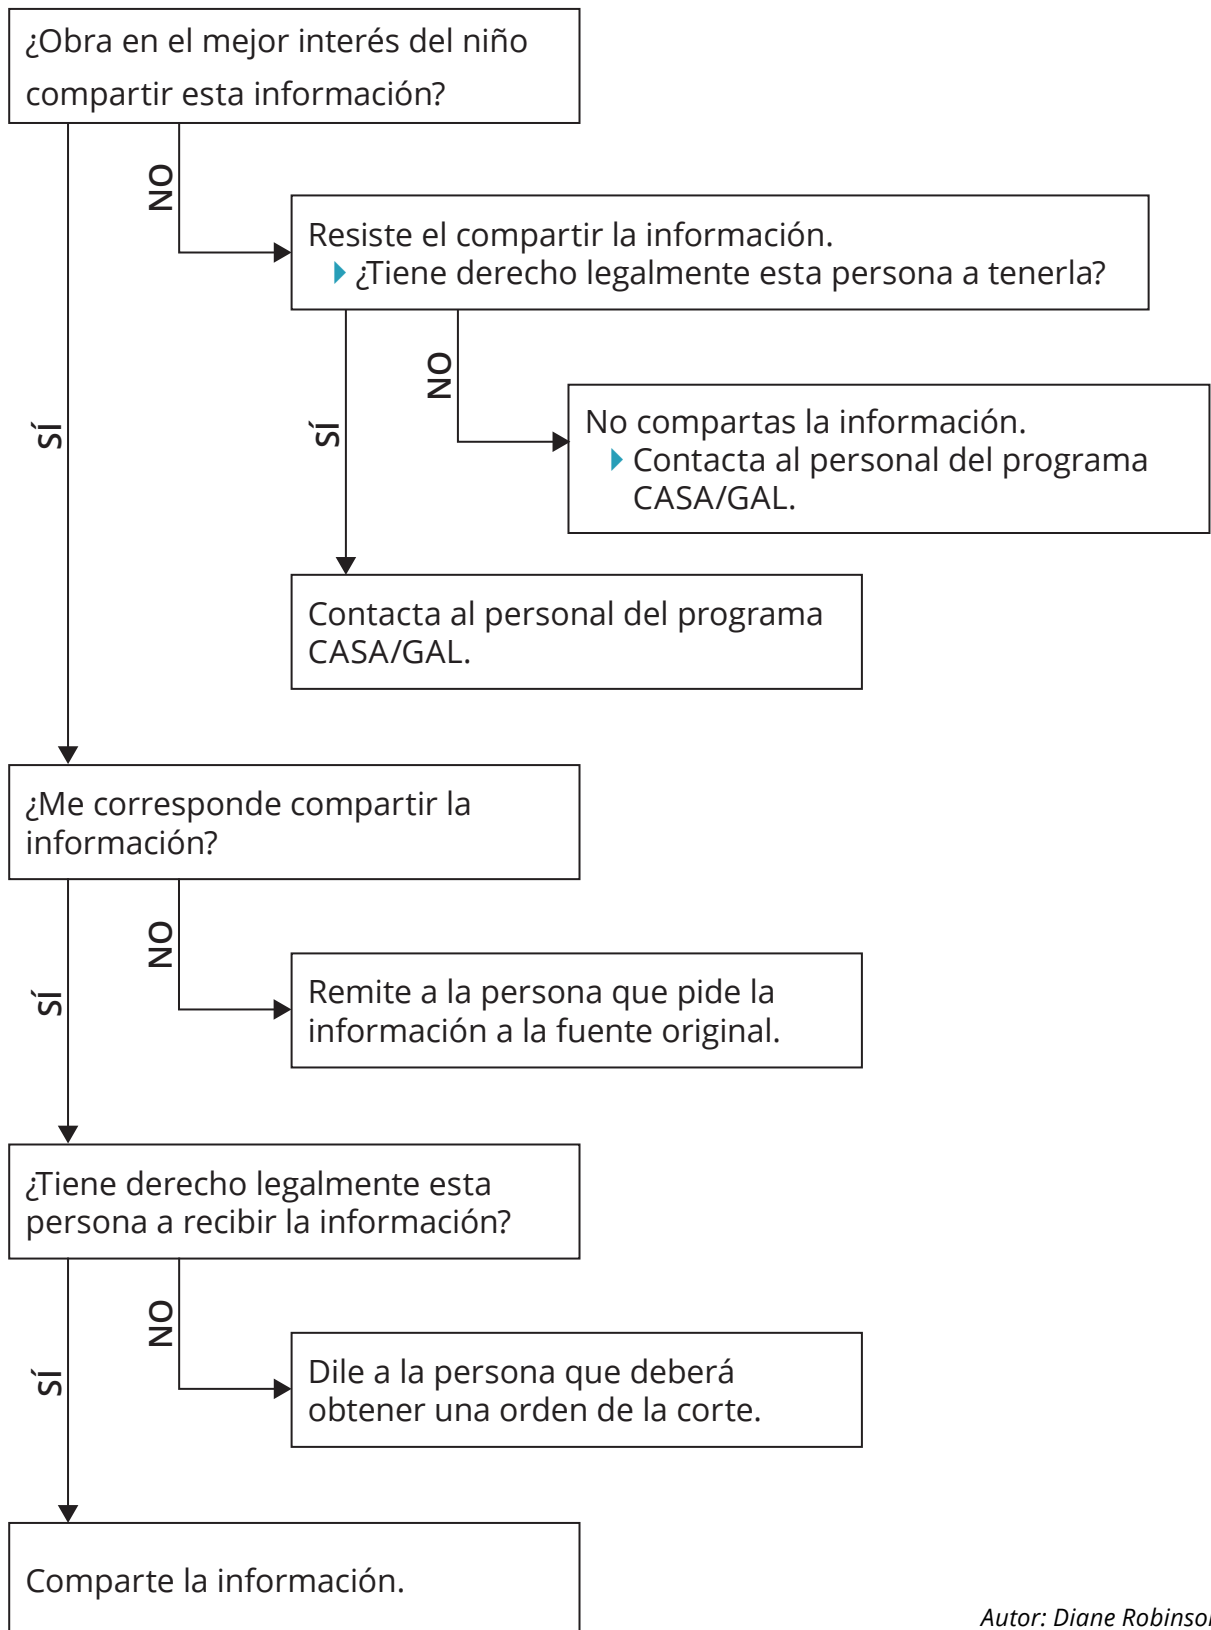 ¿Obra en el mejor interés del niño
compartir esta información?
NO
Resiste el compartir la información.
¿Tiene derecho legalmente esta persona a tenerla?
SÍ
SÍ
NO
No compartas la información.
Contacta al personal del programa
CASA/GAL.
Contacta al personal del programa
CASA/GAL.
¿Me corresponde compartir la
información?
SÍ
NO
Remite a la persona que pide la
información a la fuente original.
¿Tiene derecho legalmente esta
persona a recibir la información?
SÍ
NO
Dile a la persona que deberá
obtener una orden de la corte.
Comparte la información.
Autor: Diane Robinson